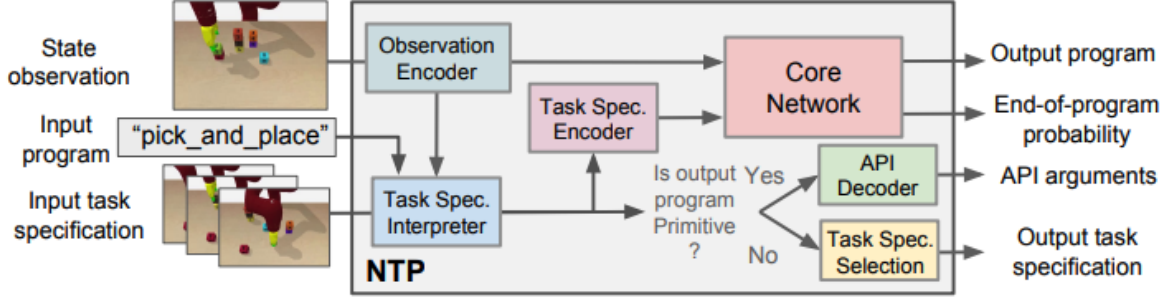 State
observation
Input
program
"pick_and_place"
Input task
specification
Observation
Encoder
Task Spec.
Interpreter
NTP
Task Spec.
Encoder
Core
Network
Is output
program
Primitive
?
Yes
No
API
Decoder
Task Spec.
Selection
Output program
End-of-program
probability
API arguments
Output task
specification